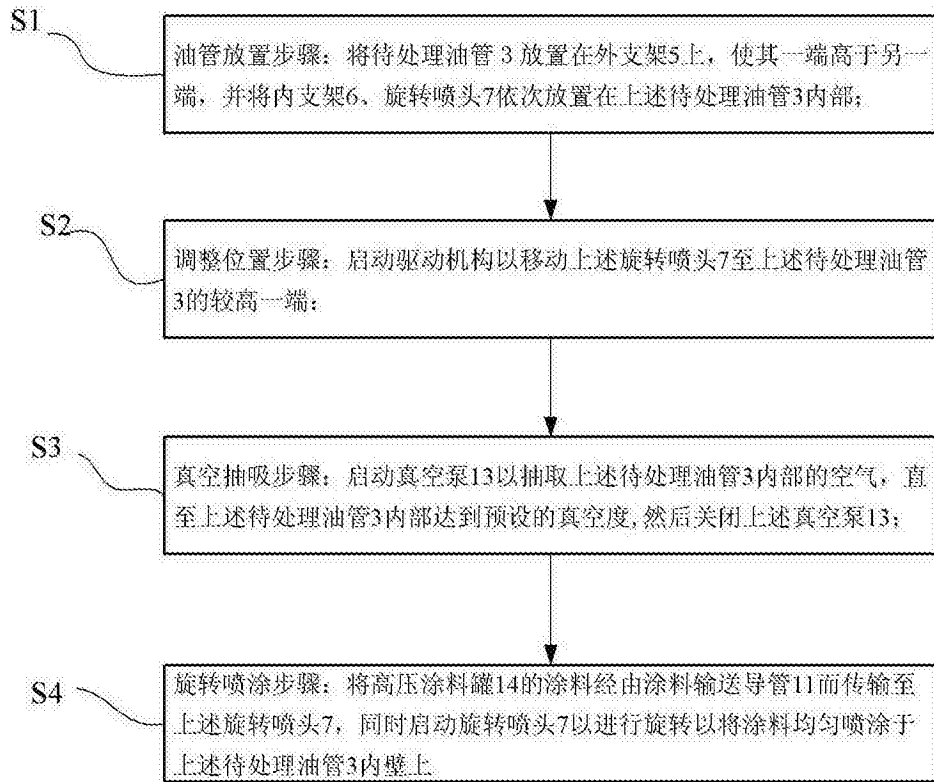 S1
油管放置步骤：将待处理油管3放置在外支架5上，使其一端高于另一
端，并将内支架6、旋转喷头7依次放置在上述待处理油管3内部；
S2
调整位置步骤：启动驱动机构以移动上述旋转喷头7至上述待处理油管
3的较高一端；
S3
真空抽吸步骤：启动真空泵13以抽取上述待处理油管3内部的空气，直
至上述待处理油管3内部达到预设的真空度,然后关闭上述真空泵13；
S4
旋转喷涂步骤：将高压涂料罐14的涂料经由涂料输送导管11而传输至
上述旋转喷头7，同时启动旋转喷头7以进行旋转以将涂料均匀喷涂于
上述待处理油管3内壁上